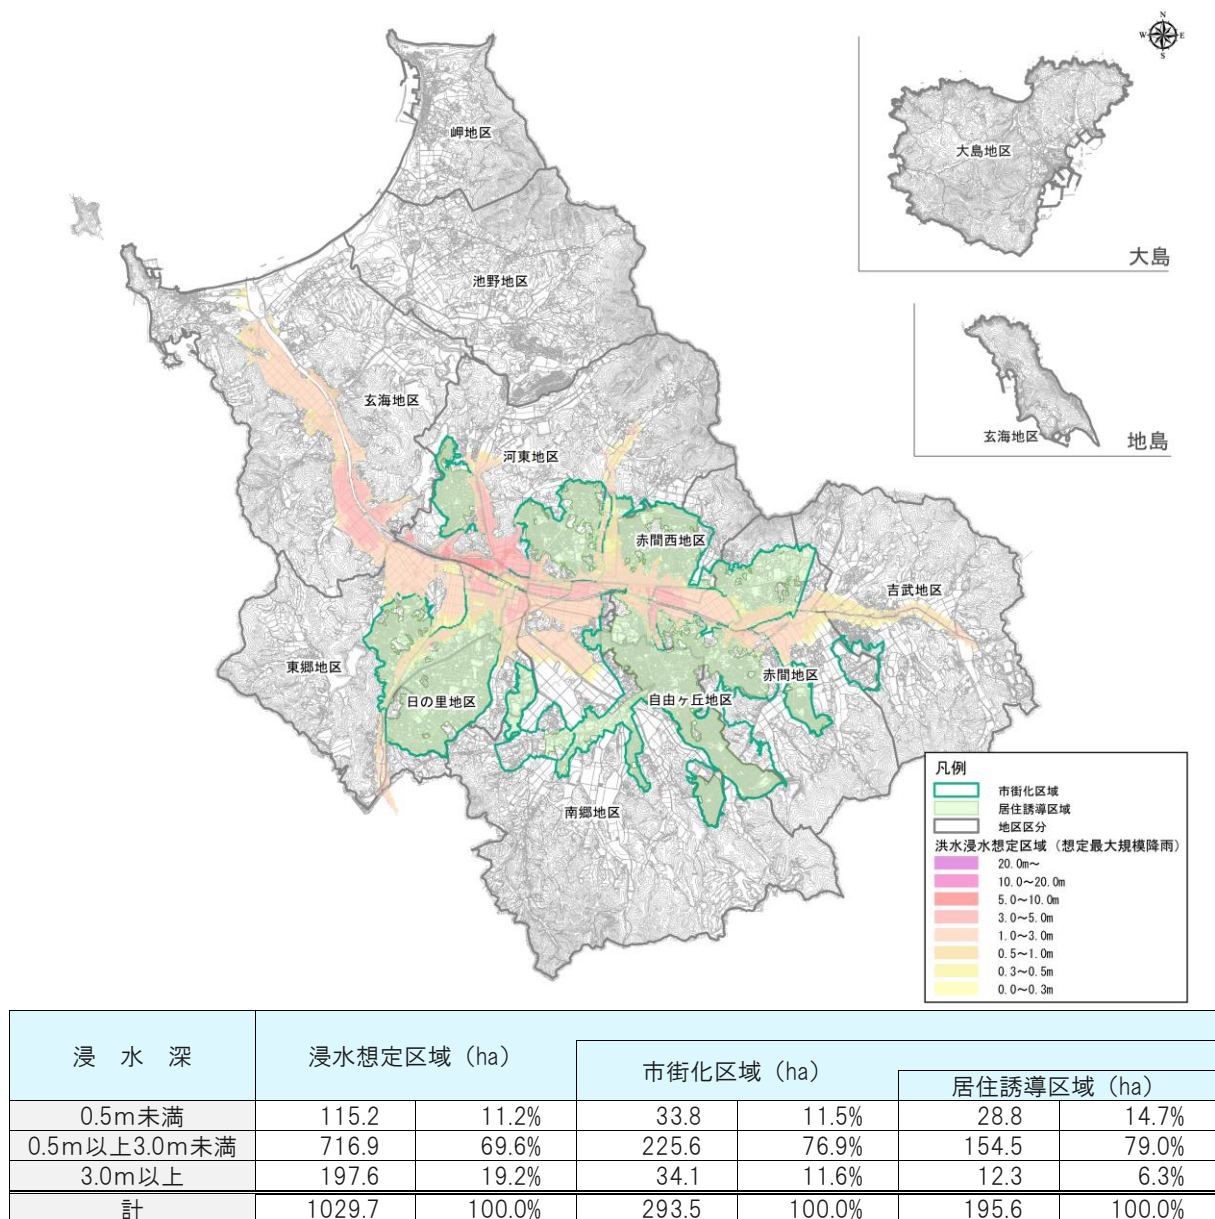 N
W E
S
岬地区
大島地区
大島
池野地区
玄海地区
玄海地区
地島
河東地区
赤間西地区
吉武地区
東郷地区
日の里地区
自由ヶ丘地区
赤間地区
南郷地区
凡例
市街化区域
居住誘導区域
地区区分
洪水浸水想定区域（想定最大規模降雨）
20.0m～
10.0～20.0m
5.0～10.0m
3.0～5.0m
1.0～3.0m
0.5～1.0m
0.3～0.5m
0.0～0.3m
浸 水 深 浸水想定区域（ha） 市街化区域（ha） 居住誘導区域（ha）
0.5m未満 115.2 11.2% 33.8 11.5% 28.8 14.7%
0.5m以上3.0m未満 716.9 69.6% 225.6 76.9% 154.5 79.0%
3.0m以上 197.6 19.2% 34.1 11.6% 12.3 6.3%
計 1029.7 100.0% 293.5 100.0% 195.6 100.0%